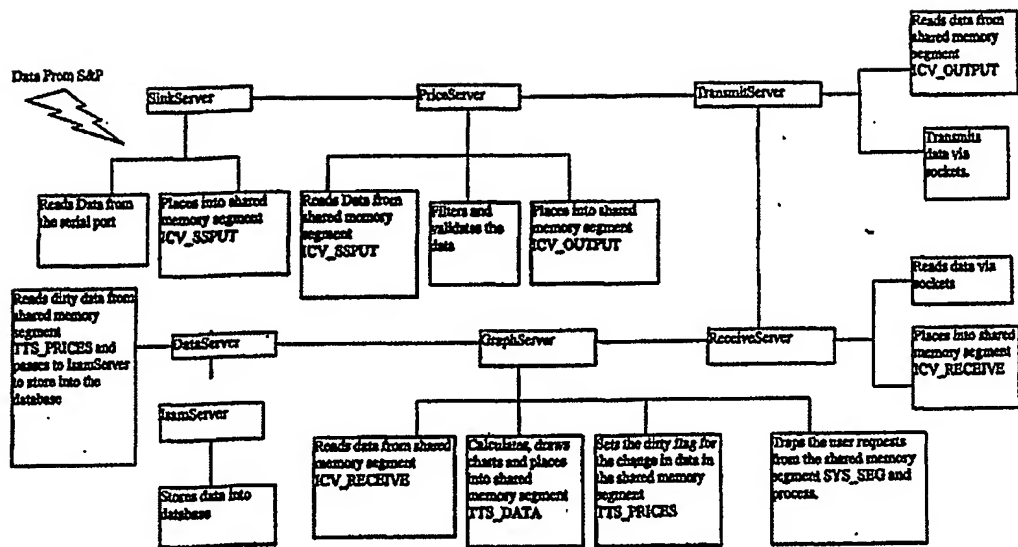 Data From S&P
SinkServer
PriceServer
TransmitServer
Reads data from
shared memory
segment
ICV_OUTPUT
Transmits
data via
sockets.
Reads Data from
the serial port
Places into shared
memory segment
ICV_SSPUT
Reads Data from
shared memory
segment
ICV_SSPUT
Filters and
validates the
data
Places into shared
memory segment
ICV_OUTPUT
Reads data via
sockets
Reads dirty data from
shared memory
segment
TTS_PRICES and
passes to IsamServer
to store into the
database
DataServer
GraphServer
ReceiveServer
Places into shared
memory segment
ICV_RECEIVE
IsamServer
Stores data into
database
Reads data from shared
memory segment
ICV_RECEIVE
Calculates, draws
charts and places
into shared
memory segment
TTS_DATA
Sets the dirty flag for
the change in data in
the shared memory
segment
TTS_PRICES
Traps the user requests
from the shared memory
segment SYS_SEG and
process.